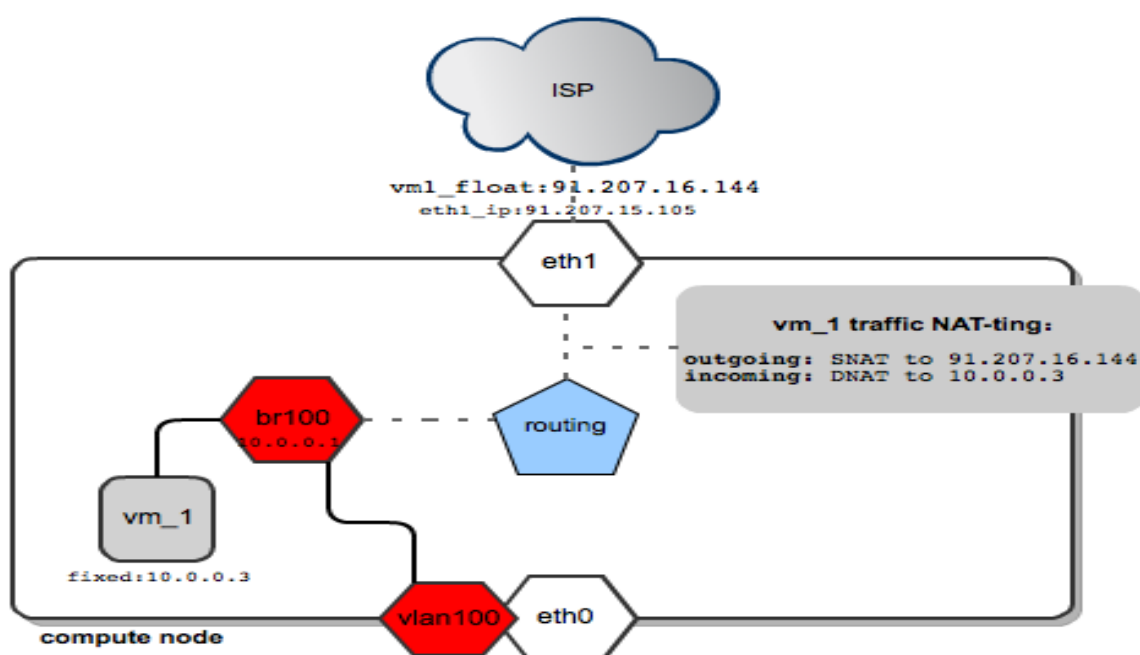 ISP
vm1_float:91.207.16.144
eth1_ip:91.207.15.105
eth1
vm_1 traffic NAT-ting:
outgoing: SNAT to 91.207.16.144
incoming: DNAT to 10.0.0.3
br100
10.0.0.1
routing
vm_1
fixed:10.0.0.3
vlan100
eth0
compute node